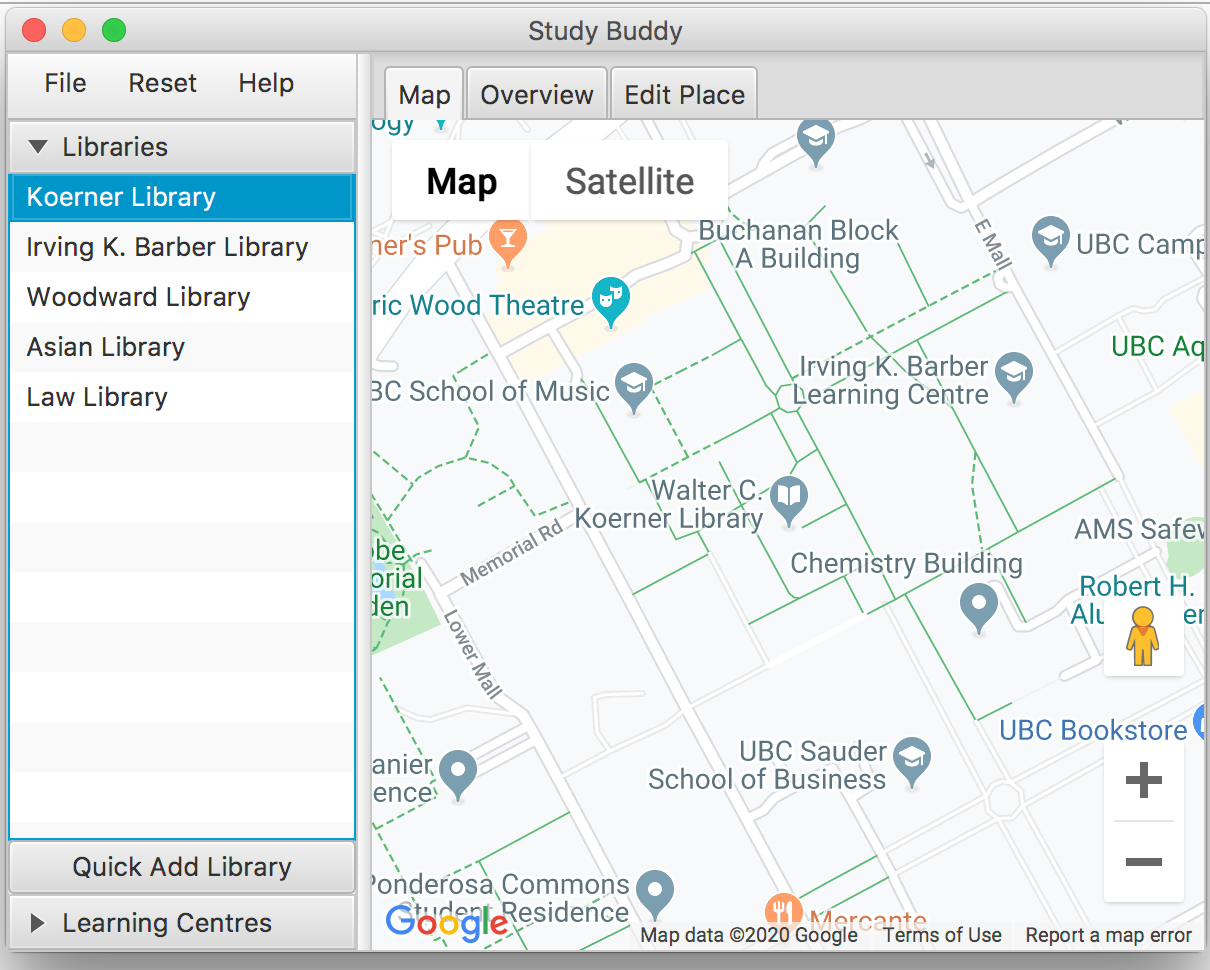 Study Buddy
File Reset Help
Map Overview Edit Place
Libraries
Koerner Library
Irving K. Barber Library
Woodward Library
Asian Library
Law Library
Quick Add Library
Learning Centres
ogy
Map Satellite
Buchanan Block
A Building
E Mall
UBC Camp
ner's Pub
ric Wood Theatre
UBC Aq
BC School of Music
Irving K. Barber
Learning Centre
Walter C.
Koerner Library
Memorial Rd
AMS Safew
obe
orial
den
Chemistry Building
Robert H.
Alu er
Lower Mall
UBC Bookstore
anier
ence
UBC Sauder
School of Business
Ponderosa Commons
Student Residence
Google
Mercante
Map data ©2020 Google Terms of Use Report a map error